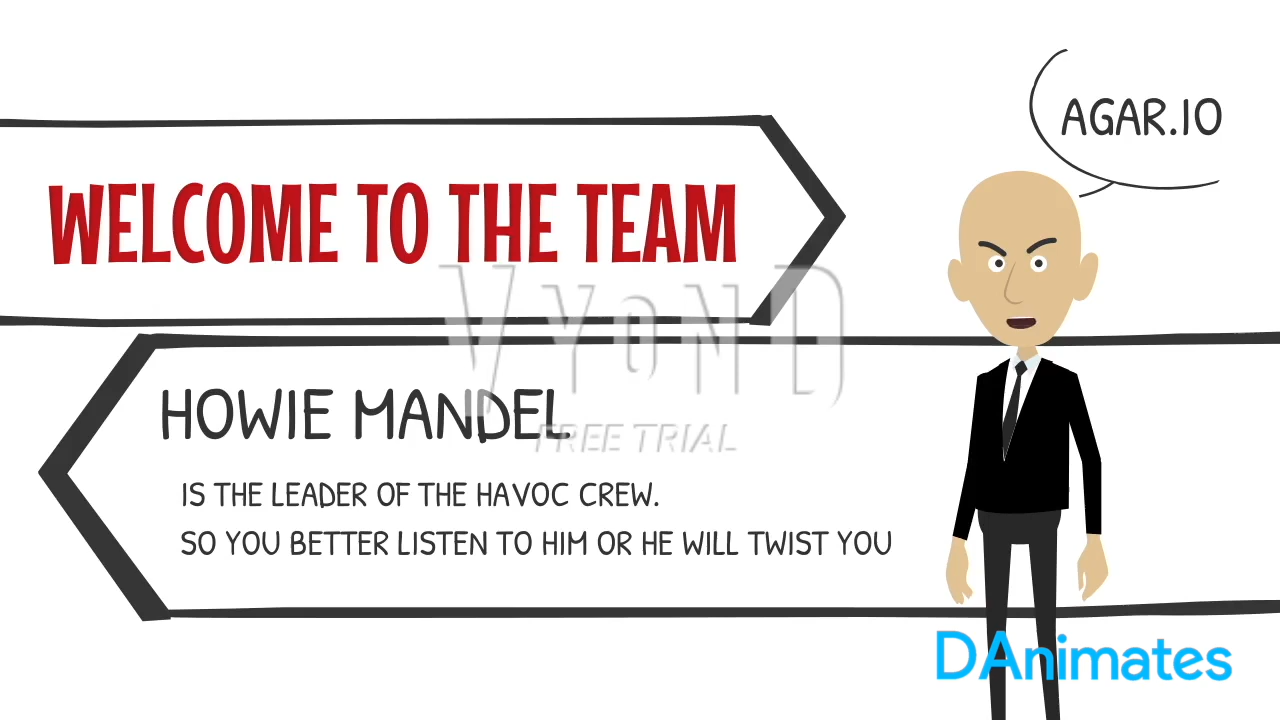 AGAR.IO
WELCOME TO THE TEAM
VYOND
HOWIE MANDEL
FREE TRIAL
IS THE LEADER OF THE HAVOC CREW.
SO YOU BETTER LISTEN TO HIM OR HE WILL TWIST YOU
DAnimates